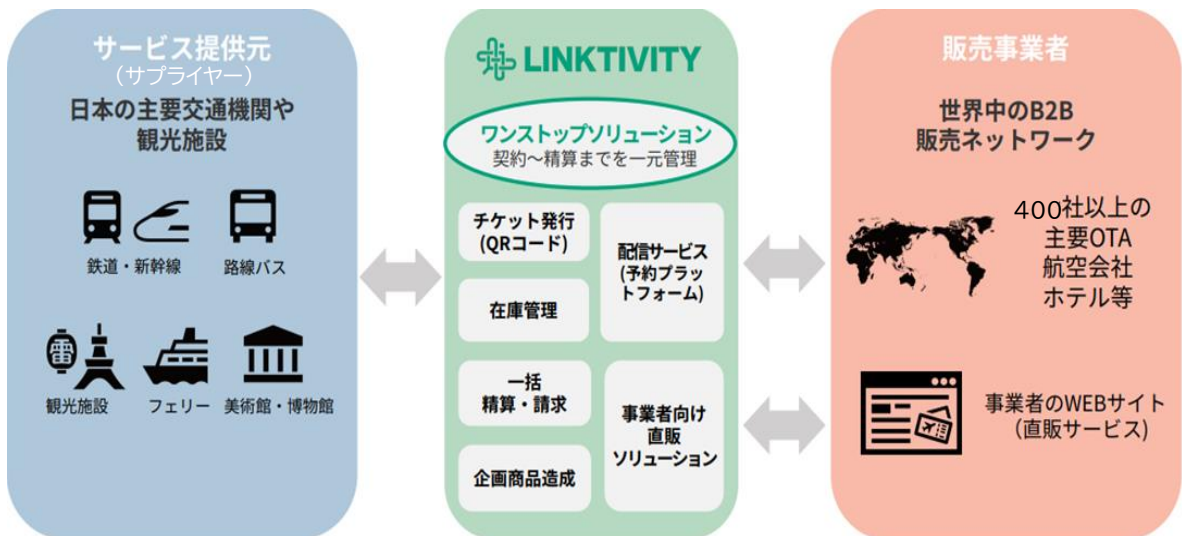 サービス提供元
（サプライヤー）
日本の主要交通機関や
観光施設
鉄道・新幹線
路線バス
雷
観光施設
フェリー
美術館・博物館
LINKTIVITY
ワンストップソリューション
契約～精算までを一元管理
チケット発行
(QRコード)
在庫管理
一括
精算・請求
企画商品造成
配信サービス
(予約プラッ
トフォーム)
事業者向け
直販
ソリューション
販売事業者
世界中のB2B
販売ネットワーク
400社以上の
主要OTA
航空会社
ホテル等
事業者のWEBサイト
(直販サービス)